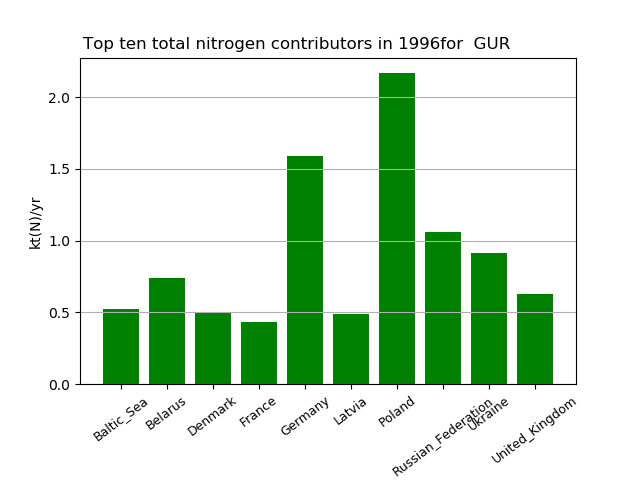 Top ten total nitrogen contributors in 1996for  GUR
kt(N)/yr
2.0
1.5
1.0
0.5
0.0
Baltic_Sea
Belarus
Denmark
France
Germany
Latvia
Poland
Russian_Federation
Ukraine
United_Kingdom